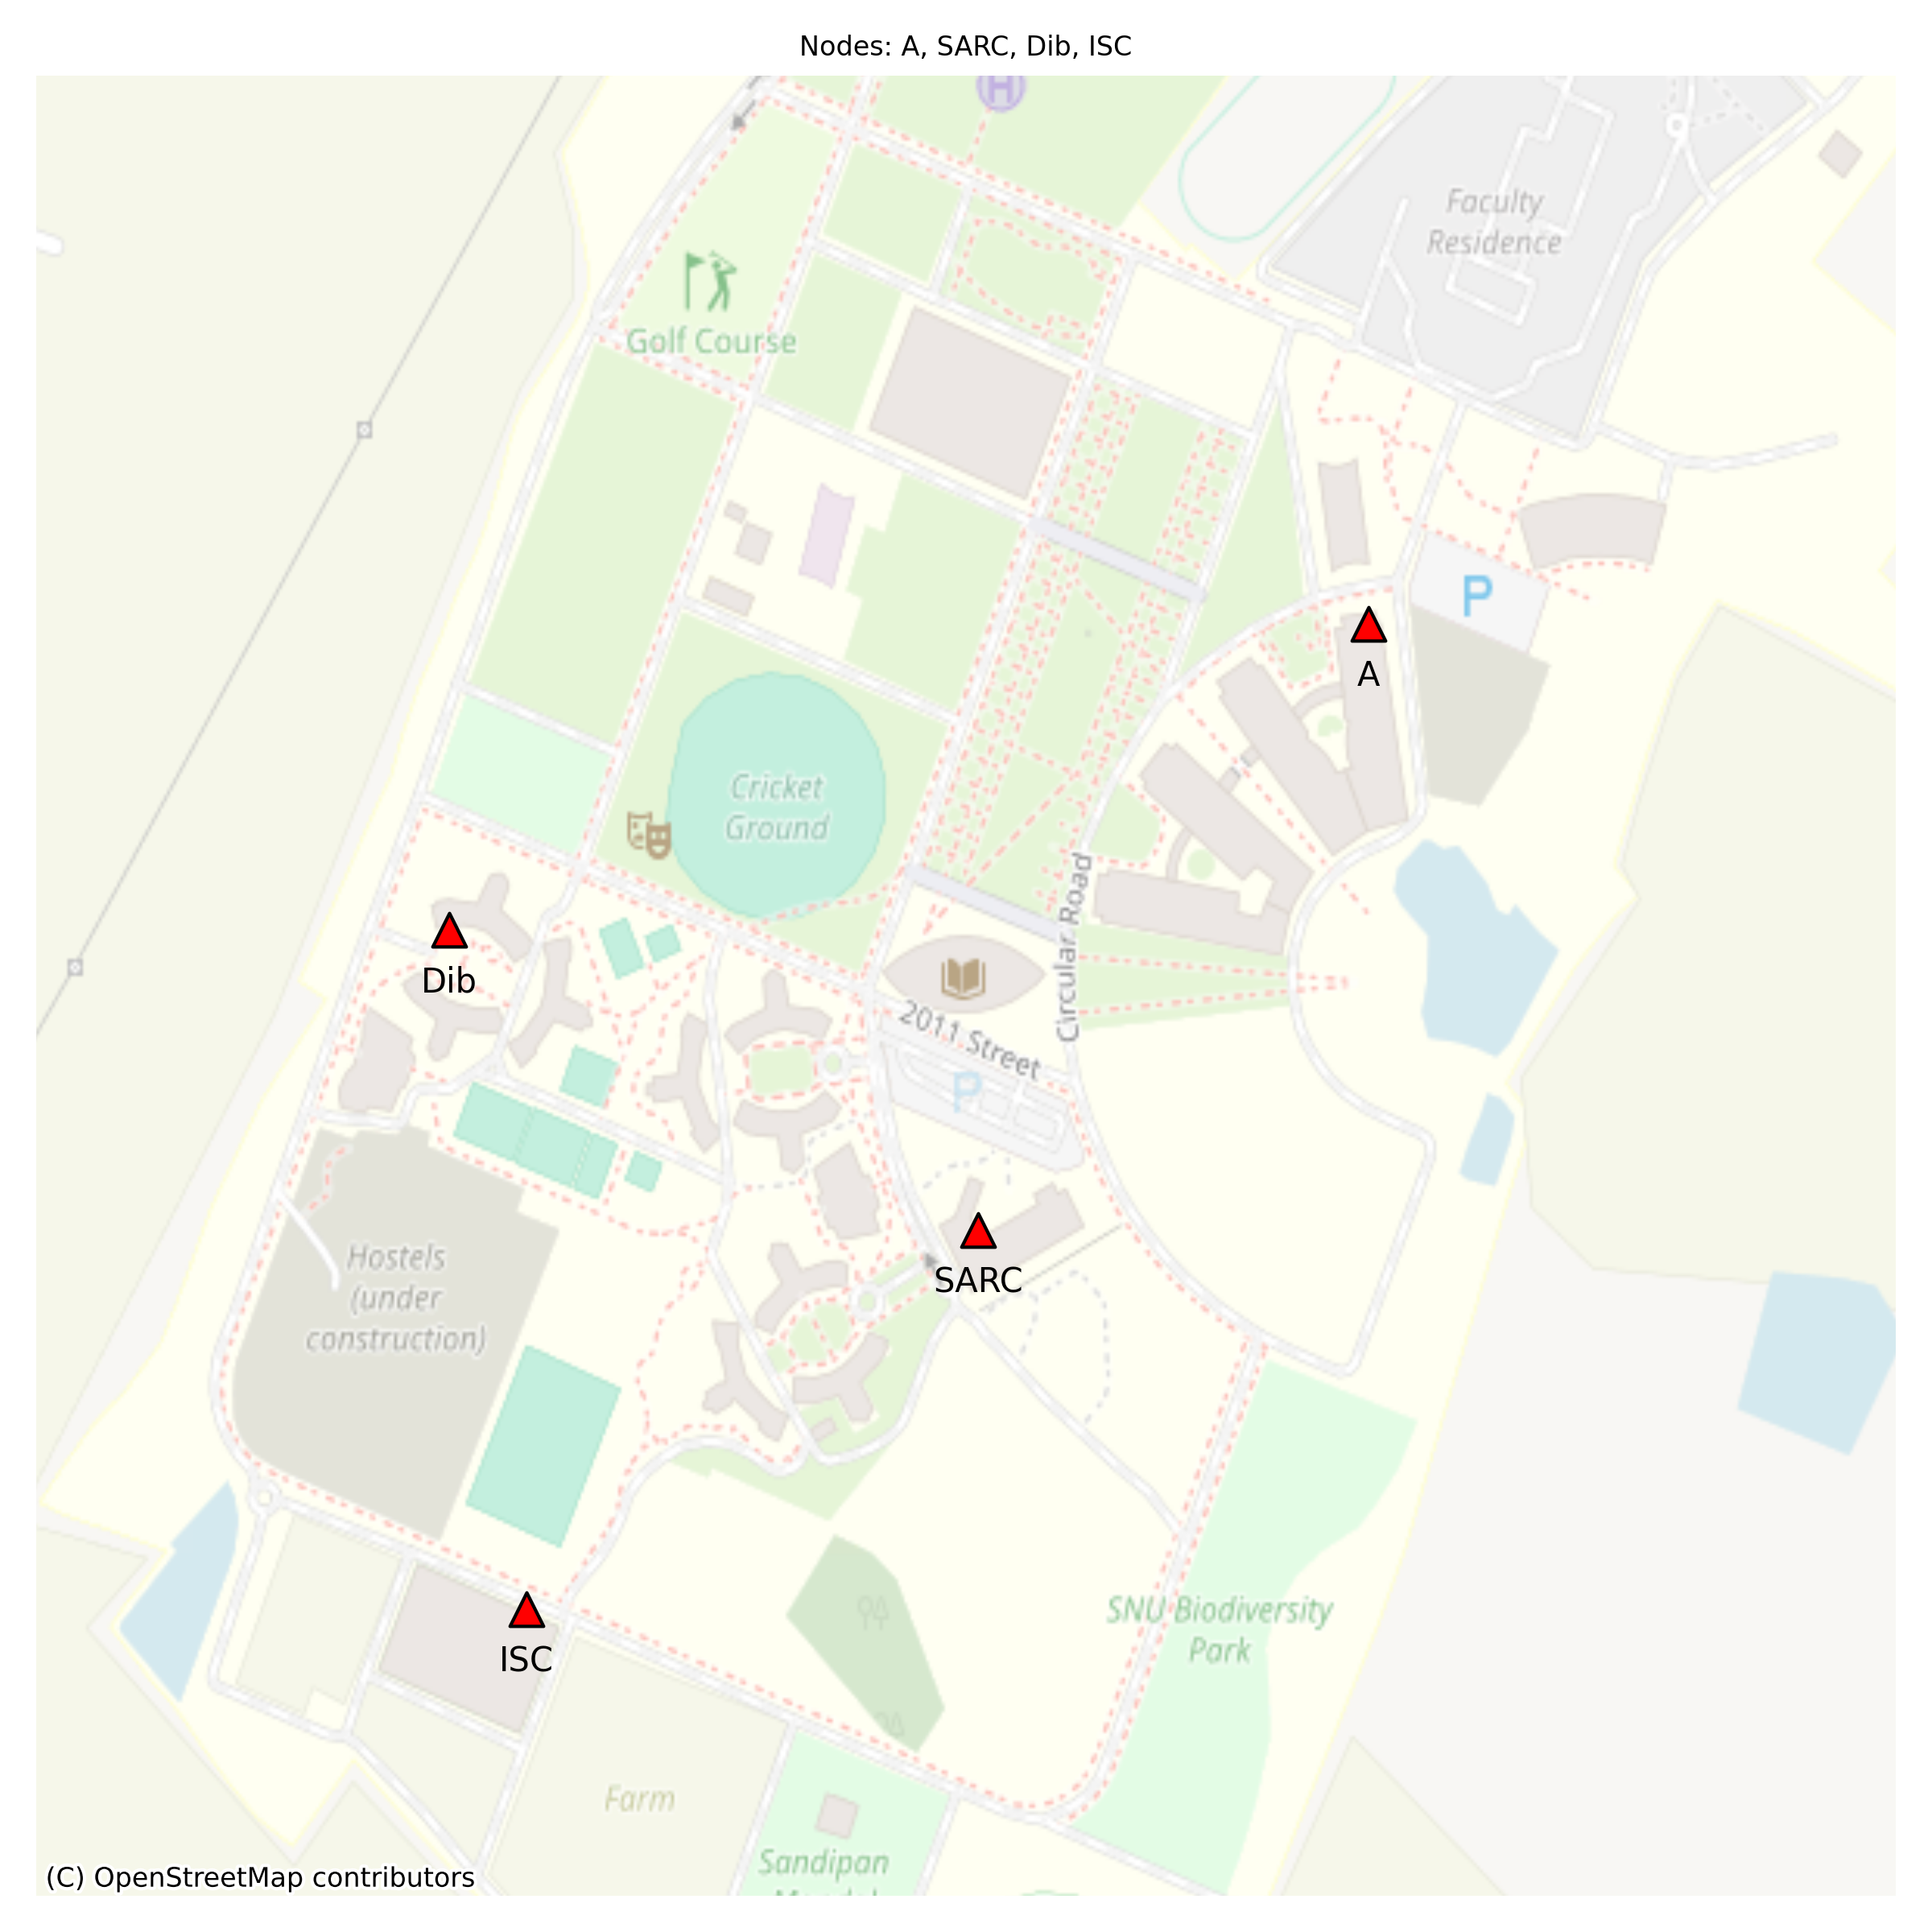 Nodes: A, SARC, Dib, ISC
H
Faculty
Residence
Golf Course
P
A
Cricket
Ground
Circular Road
Dib
2011 Street
P
SARC
Hostels
(under
construction)
ISC
SNU Biodiversity
Park
Farm
Sandipan
(C) OpenStreetMap contributors